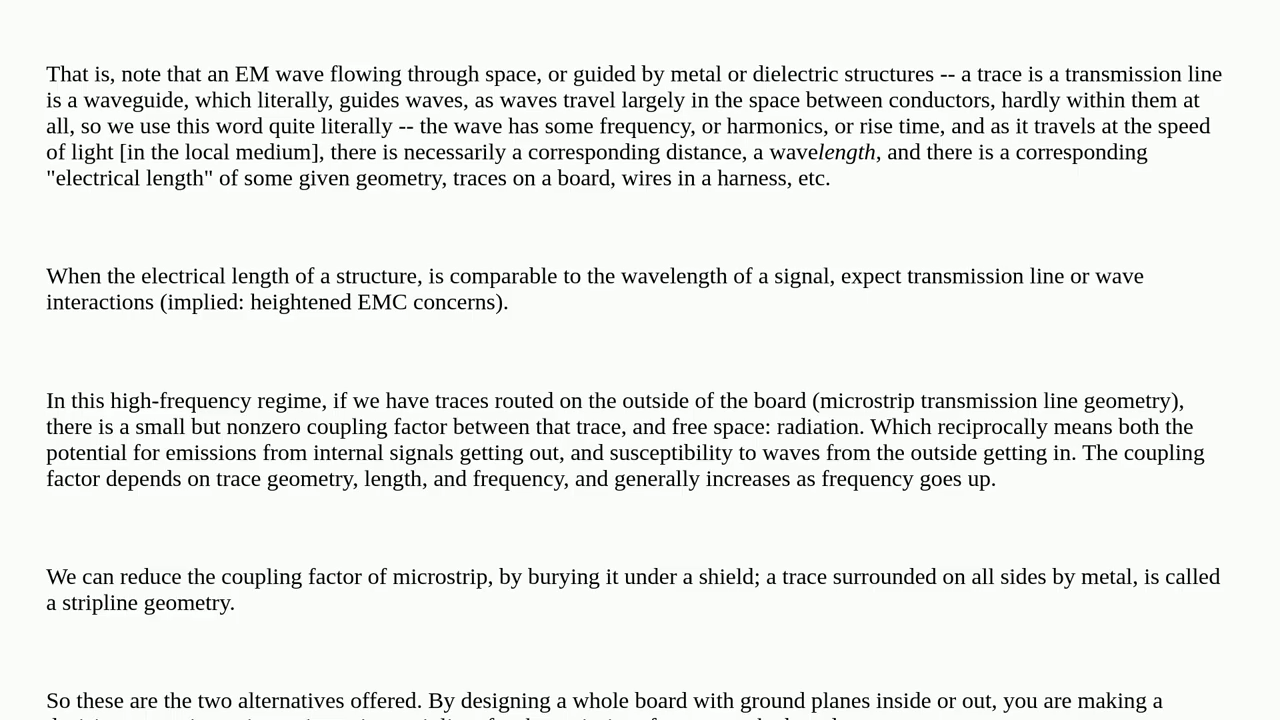 That is, note that an EM wave flowing through space, or guided by metal or dielectric structures -- a trace is a transmission line
is a waveguide, which literally, guides waves, as waves travel largely in the space between conductors, hardly within them at
all, so we use this word quite literally -- the wave has some frequency, or harmonics, or rise time, and as it travels at the speed
of light [in the local medium], there is necessarily a corresponding distance, a wavelength, and there is a corresponding
"electrical length" of some given geometry, traces on a board, wires in a harness, etc.
When the electrical length of a structure, is comparable to the wavelength of a signal, expect transmission line or wave
interactions (implied: heightened EMC concerns).
In this high-frequency regime, if we have traces routed on the outside of the board (microstrip transmission line geometry),
there is a small but nonzero coupling factor between that trace, and free space: radiation. Which reciprocally means both the
potential for emissions from internal signals getting out, and susceptibility to waves from the outside getting in. The coupling
factor depends on trace geometry, length, and frequency, and generally increases as frequency goes up.
We can reduce the coupling factor of microstrip, by burying it under a shield; a trace surrounded on all sides by metal, is called
a stripline geometry.
So these are the two alternatives offered. By designing a whole board with ground planes inside or out, you are making a